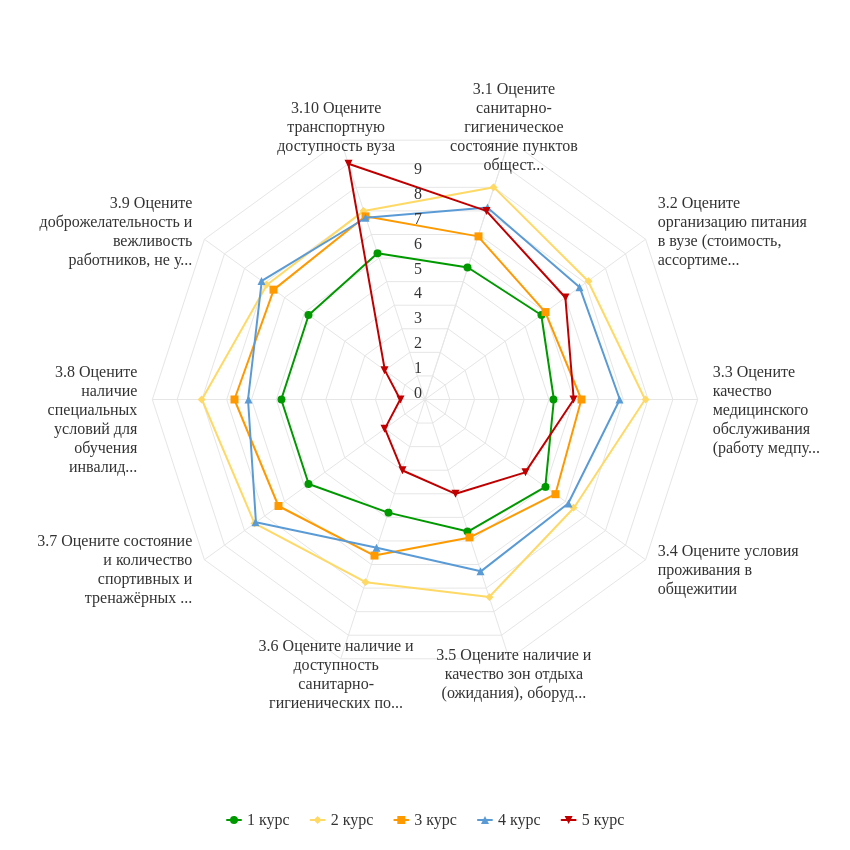 3.1 Оцените
санитарно-
гигиеническое
состояние пунктов
общест...
3.10 Оцените
транспортную
доступность вуза
9
8
7
6
5
4
3
2
1
0
3.2 Оцените
организацию питания
в вузе (стоимость,
ассортиме...
3.9 Оцените
доброжелательность и
вежливость
работников, не у...
3.3 Оцените
качество
медицинского
обслуживания
(работу медпу...
3.8 Оцените
наличие
специальных
условий для
обучения
инвалид...
3.4 Оцените условия
проживания в
общежитии
3.7 Оцените состояние
и количество
спортивных и
тренажёрных ...
3.6 Оцените наличие и
доступность
санитарно-
гигиенических по...
3.5 Оцените наличие и
качество зон отдыха
(ожидания), оборуд...
1 курс 2 курс 3 курс 4 курс 5 курс